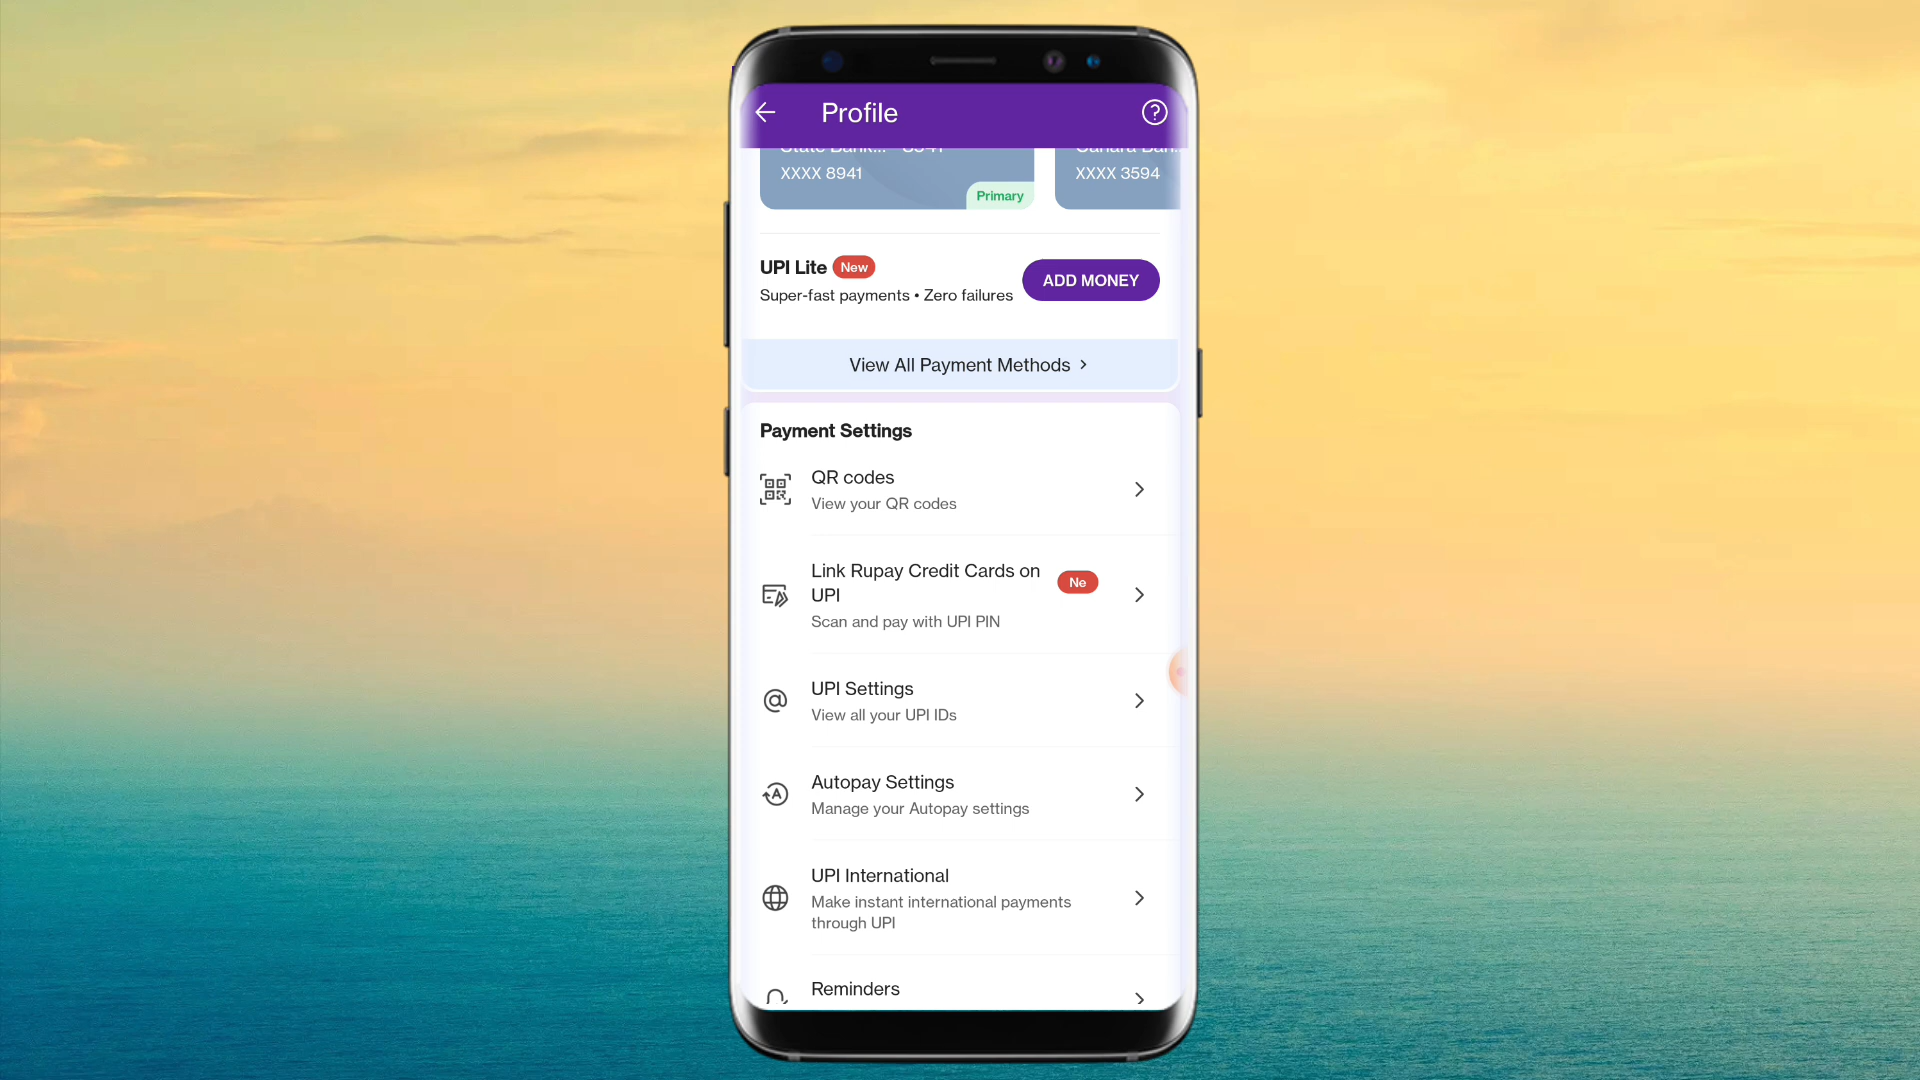 Profile
XXXX 8941
XXXX 3594
Primary
UPI Lite New
Super-fast payments • Zero failures
ADD MONEY
View All Payment Methods
Payment Settings
QR codes
View your QR codes
Link Rupay Credit Cards on
UPI
Ne
Scan and pay with UPI PIN
UPI Settings
View all your UPI IDs
Autopay Settings
Manage your Autopay settings
UPI International
Make instant international payments
through UPI
Reminders